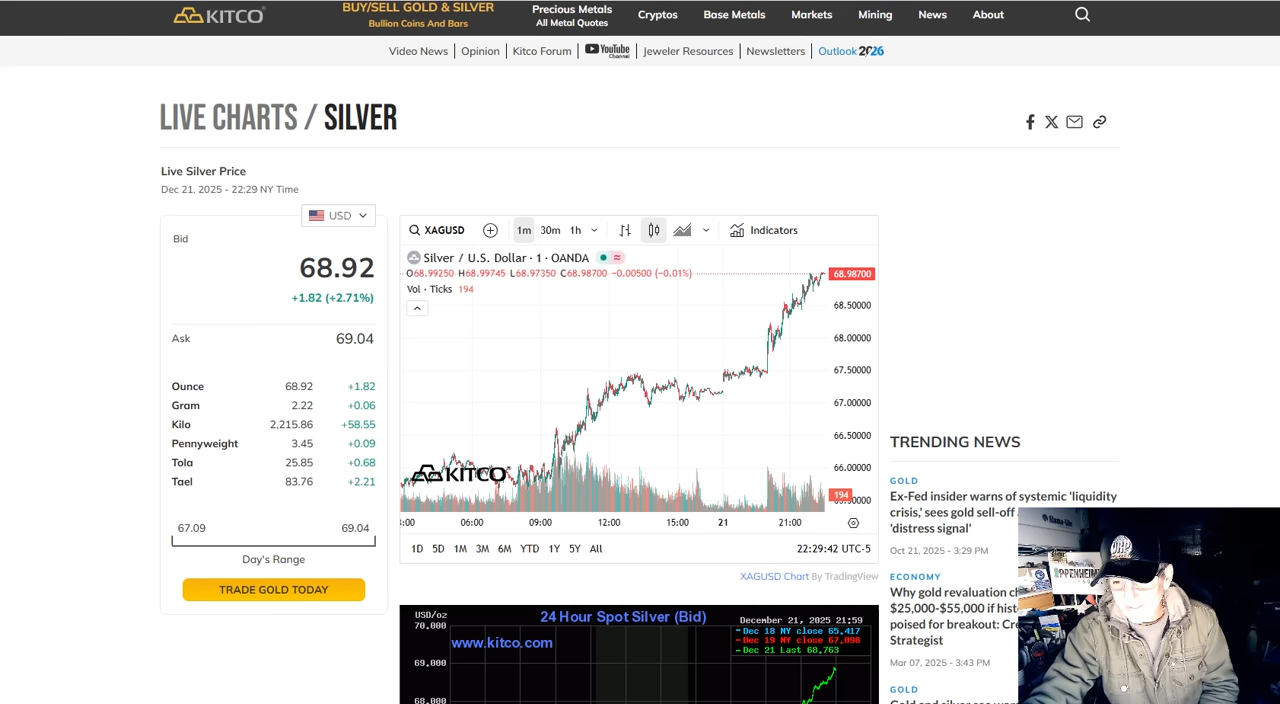 KITCO
BUY/SELL GOLD & SILVER
Bullion Coins And Bars
Precious Metals
All Metal Quotes
Cryptos
Base Metals
Markets
Mining
News
About
Video News
Opinion
Kitco Forum
YouTube
Channel
Jeweler Resources
Newsletters
Outlook 2026
LIVE CHARTS / SILVER
Live Silver Price
Dec 21, 2025 - 22:29 NY Time
USD
Bid
68.92
+1.82 (+2.71%)
Ask 69.04
Ounce 68.92 +1.82
Gram 2.22 +0.06
Kilo 2,215.86 +58.55
Pennyweight 3.45 +0.09
Tola 25.85 +0.68
Tael 83.76 +2.21
67.09 69.04
Day's Range
TRADE GOLD TODAY
XAGUSD
1m
30m
1h
Indicators
Silver / U.S. Dollar · 1 · OANDA
O68.99250 H68.99745 L68.97350 C68.98700 −0.00500 (−0.01%)
Vol · Ticks 194
68.98700
68.50000
68.00000
67.50000
67.00000
66.50000
66.00000
194
KITCO
:00 06:00 09:00 12:00 15:00 21 21:00
1D 5D 1M 3M 6M YTD 1Y 5Y All
22:29:42 UTC-5
XAGUSD Chart By TradingView
USD/oz
24 Hour Spot Silver (Bid)
December 21, 2025 21:59
70,000
www.kitco.com
Dec 18 NY close 65.417
Dec 19 NY close 67,098
Dec 21 Last 68,763
69,000
68,000
TRENDING NEWS
GOLD
Ex-Fed insider warns of systemic 'liquidity
crisis,' sees gold sell-off
'distress signal'
Oct 21, 2025 - 3:29 PM
ECONOMY
Why gold revaluation c
$25,000-$55,000 if hist
poised for breakout: Cr
Strategist
Mar 07, 2025 - 3:43 PM
GOLD